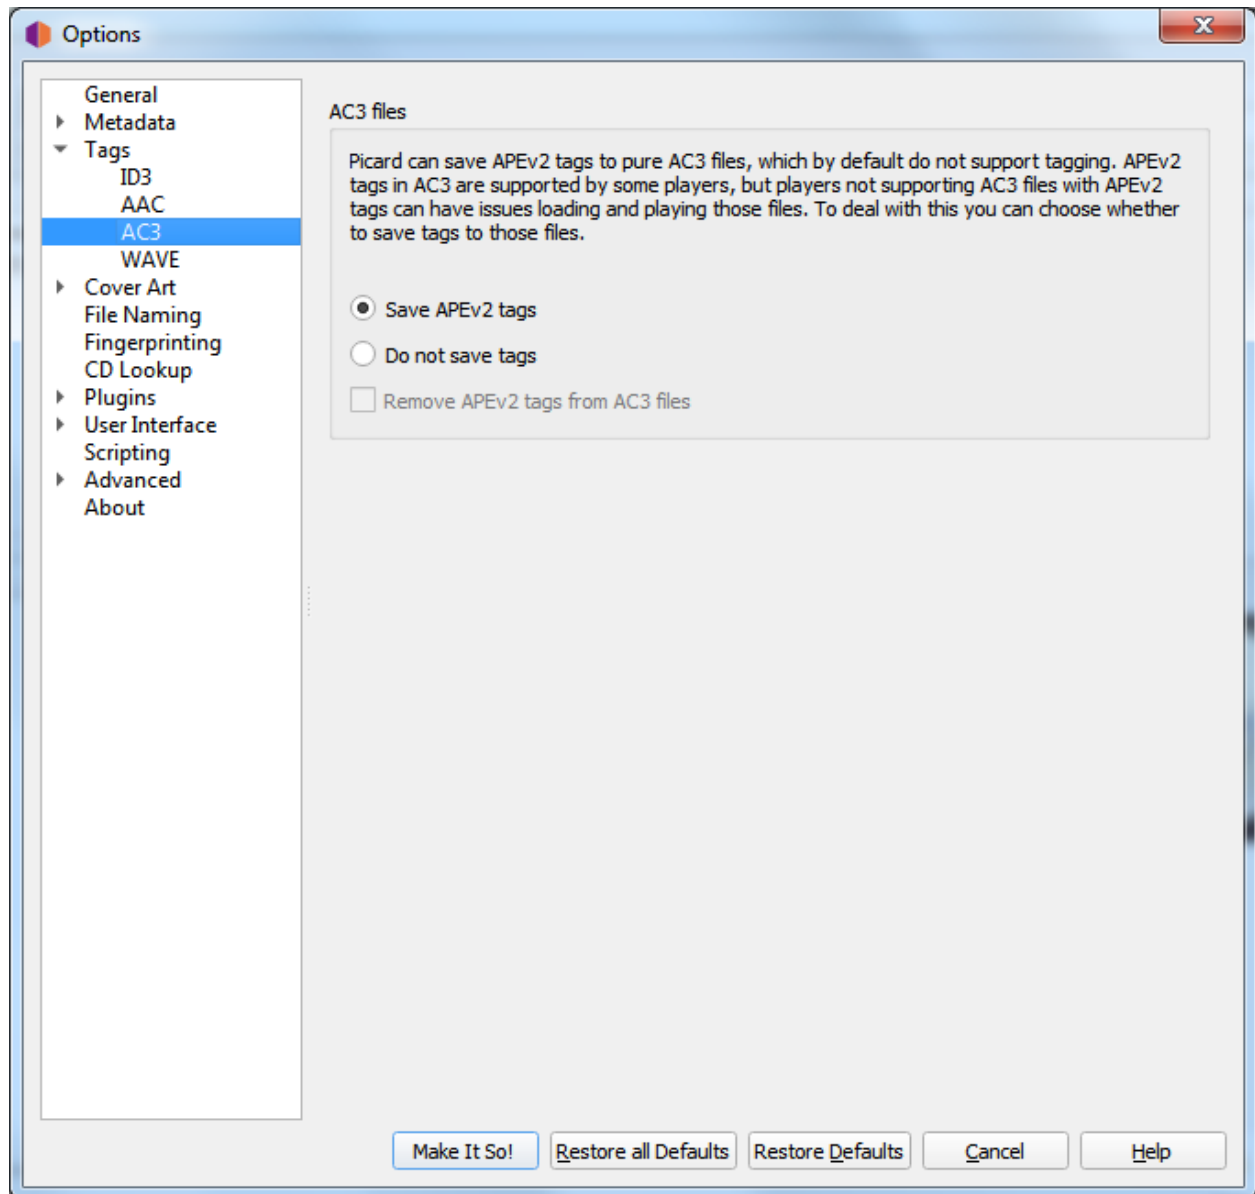 Options
X
General
Metadata
Tags
ID3
AAC
AC3
WAVE
Cover Art
File Naming
Fingerprinting
CD Lookup
Plugins
User Interface
Scripting
Advanced
About
AC3 files
Picard can save APEv2 tags to pure AC3 files, which by default do not support tagging. APEv2
tags in AC3 are supported by some players, but players not supporting AC3 files with APEv2
tags can have issues loading and playing those files. To deal with this you can choose whether
to save tags to those files.
Save APEv2 tags
Do not save tags
Remove APEv2 tags from AC3 files
Make It So!
Restore all Defaults
Restore Defaults
Cancel
Help